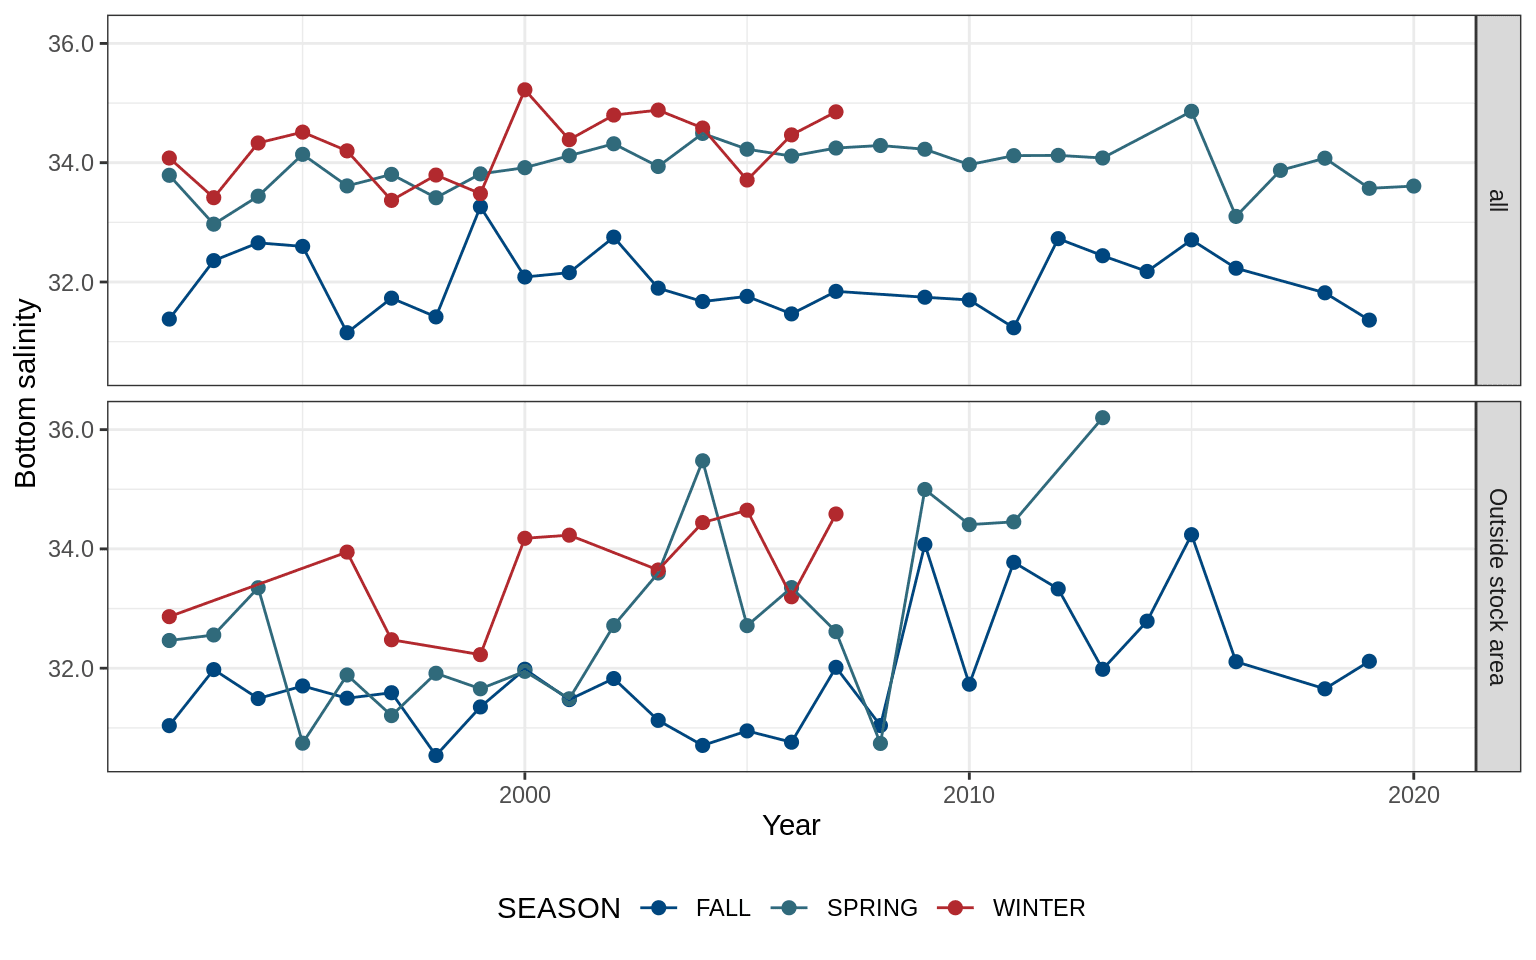 36.0
34.0
32.0
all
Bottom salinity
36.0
34.0
32.0
Outside stock area
2000 2010 2020
Year
SEASON FALL SPRING WINTER